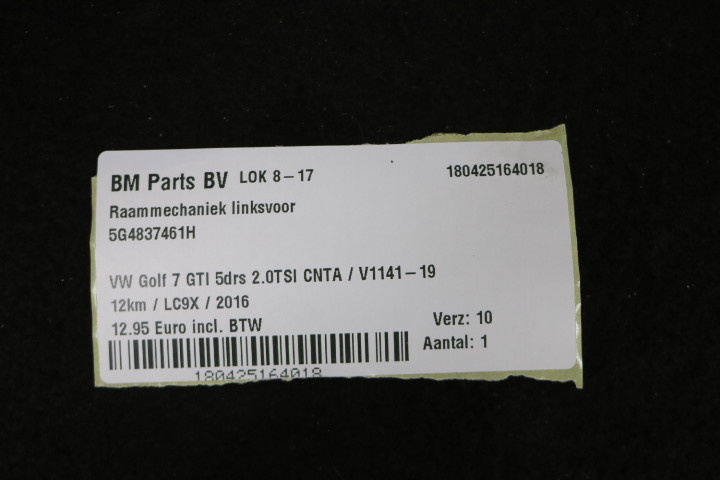 BM Parts BV LOK 8-17 180425164018
Raammechaniek linksvoor
5G4837461H
VW Golf 7 GTI 5drs 2.0TSI CNTA / V1141-19
12km / LC9X / 2016
12.95 Euro incl. BTW Verz: 10
Aantal: 1
180425164018